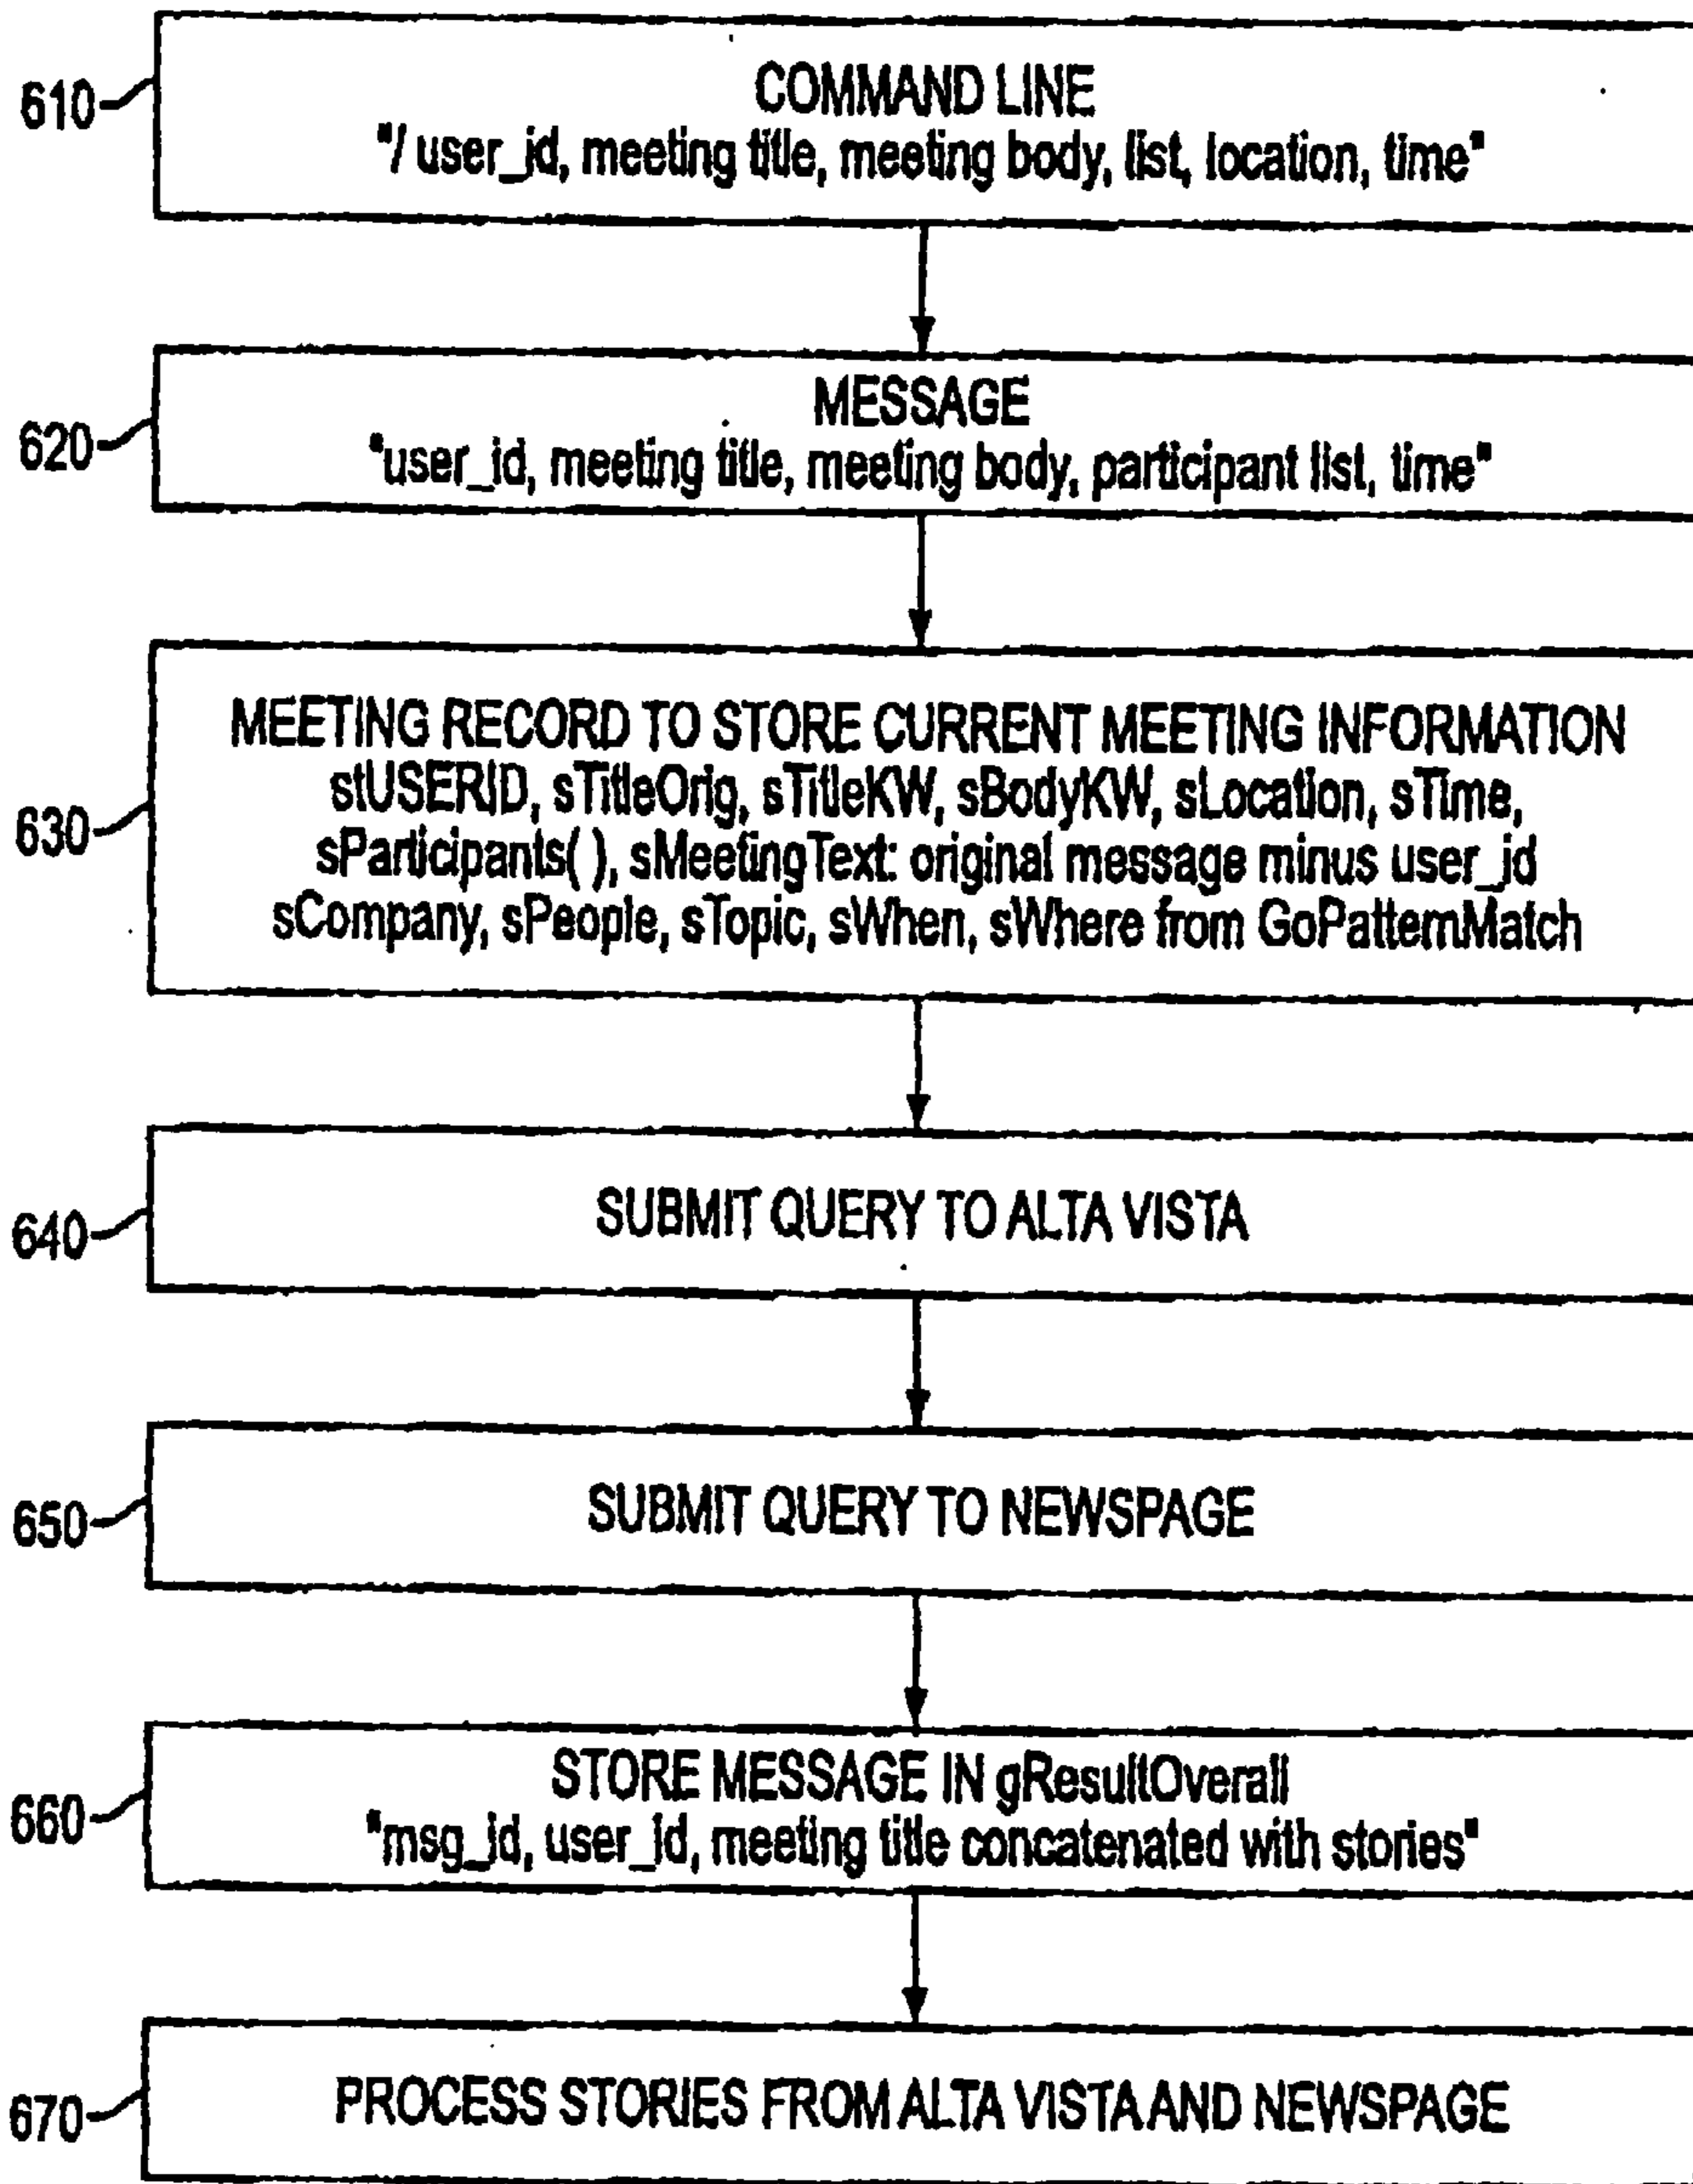 610
COMMAND LINE
"/ user_id, meeting title, meeting body, list, location, time"
620
MESSAGE
"user_id, meeting title, meeting body, participant list, time"
630
MEETING RECORD TO STORE CURRENT MEETING INFORMATION
stUSERID, sTitleOrig, sTitleKW, sBodyKW, sLocation, sTime,
sParticipants( ), sMeetingText: original message minus user_id
sCompany, sPeople, sTopic, sWhen, sWhere from GoPatternMatch
640
SUBMIT QUERY TO ALTA VISTA
650
SUBMIT QUERY TO NEWSPAGE
660
STORE MESSAGE IN gResultOverall
"msg_id, user_id, meeting title concatenated with stories"
670
PROCESS STORIES FROM ALTA VISTA AND NEWSPAGE